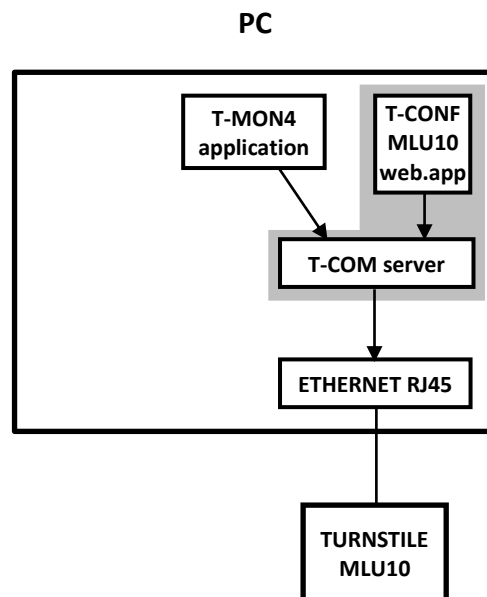 PC
T-MON4
application
T-CONF
MLU10
web.app
T-COM server
ETHERNET RJ45
TURNSTILE
MLU10